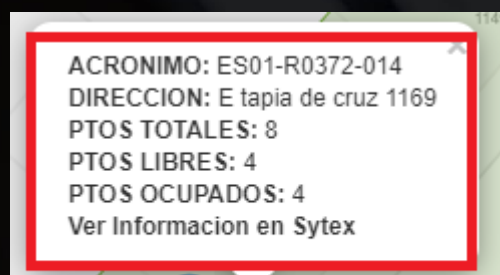 114
×
ACRONIMO: ES01-R0372-014
DIRECCION: E tapia de cruz 1169
PTOS TOTALES: 8
PTOS LIBRES: 4
PTOS OCUPADOS: 4
Ver Informacion en Sytex